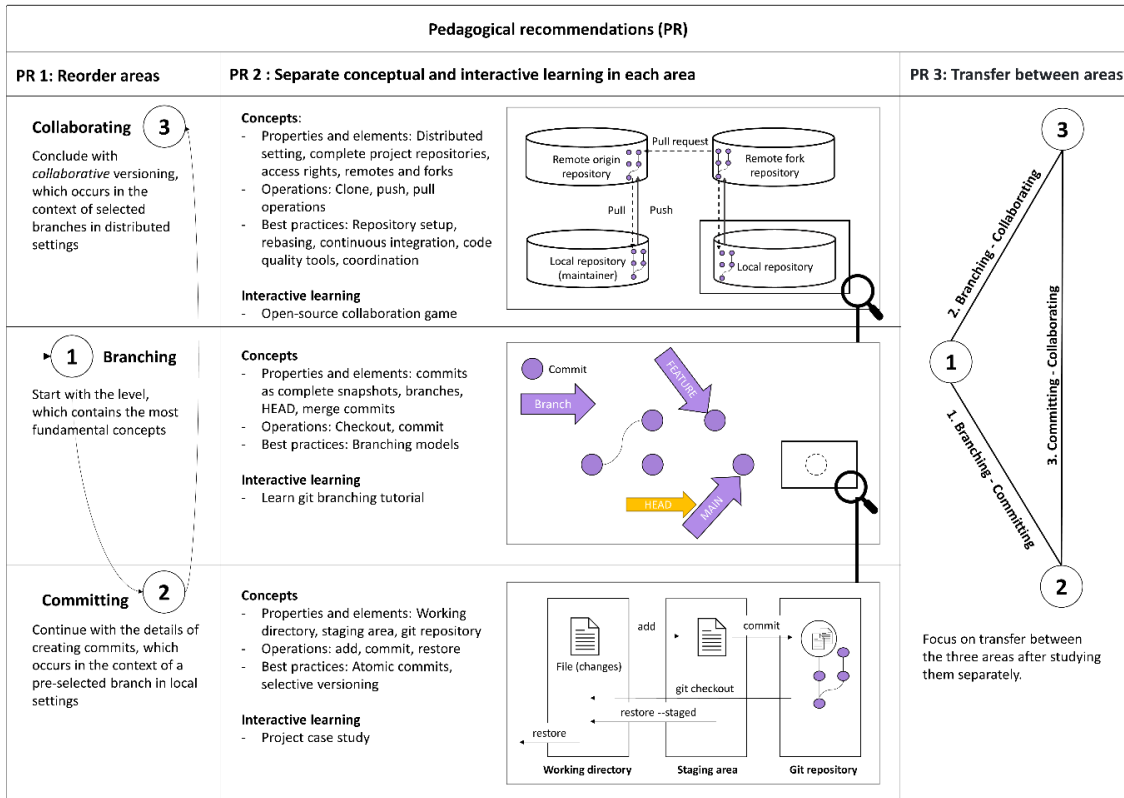 Pedagogical recommendations (PR)
PR 1: Reorder areas
PR 2 : Separate conceptual and interactive learning in each area
PR 3: Transfer between areas
Collaborating
3
Conclude with
collaborative versioning,
which occurs in the
context of selected
branches in distributed
settings
Concepts:
- Properties and elements: Distributed
setting, complete project repositories,
access rights, remotes and forks
- Operations: Clone, push, pull
operations
- Best practices: Repository setup,
rebasing, continuous integration, code
quality tools, coordination
Interactive learning
- Open-source collaboration game
Pull request
Remote origin
repository
Remote fork
repository
Pull
Push
Local repository
(maintainer)
Local repository
1
Branching
Start with the level,
which contains the most
fundamental concepts
Concepts
- Properties and elements: commits
as complete snapshots, branches,
HEAD, merge commits
- Operations: Checkout, commit
- Best practices: Branching models
Interactive learning
- Learn git branching tutorial
Commit
Branch
FEATURE
HEAD
MAIN
Committing
2
Continue with the details of
creating commits, which
occurs in the context of a
pre-selected branch in local
settings
Concepts
- Properties and elements: Working
directory, staging area, git repository
- Operations: add, commit, restore
- Best practices: Atomic commits,
selective versioning
Interactive learning
- Project case study
add
commit
File (changes)
git checkout
restore --staged
restore
Working directory
Staging area
Git repository
3
2. Branching - Collaborating
1
3. Committing - Collaborating
1. Branching - Committing
2
Focus on transfer between
the three areas after studying
them separately.